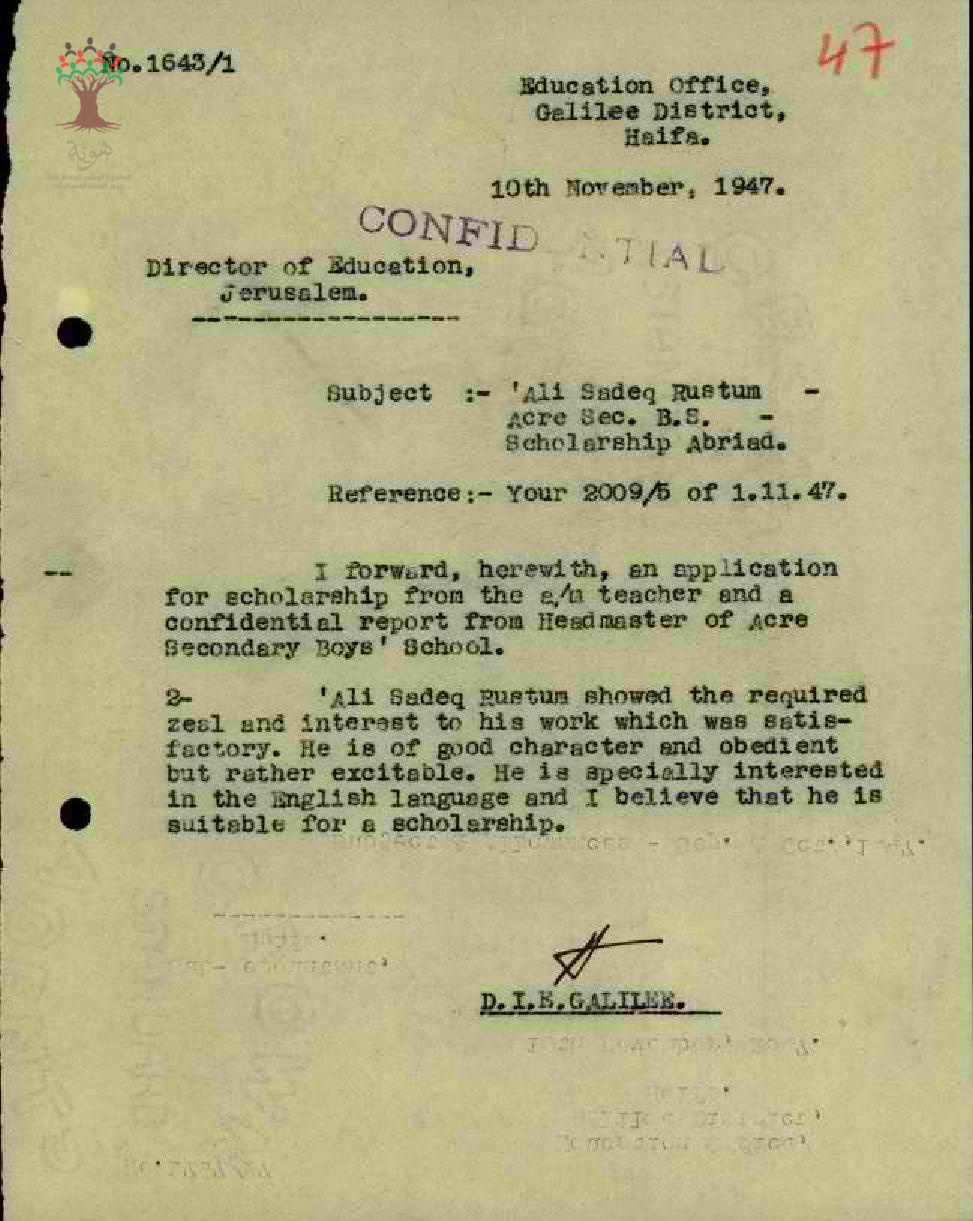 No.1643/1
47
Education Office,
Galilee District,
Haifa.
10th November, 1947.
CONFIDENTIAL
Director of Education,
Jerusalem.
هوية
Subject :- 'Ali Sadeq Rustum -
Acre Sec. B.S. -
Scholarship Abriad.
Reference:- Your 2009/5 of 1.11.47.
--
I forward, herewith, an application
for scholarship from the a/m teacher and a
confidential report from Headmaster of Acre
Secondary Boys' School.
2- 'Ali Sadeq Rustum showed the required
zeal and interest to his work which was satis-
factory. He is of good character and obedient
but rather excitable. He is specially interested
in the English language and I believe that he is
suitable for a scholarship.
D.I.E.GALILEE.